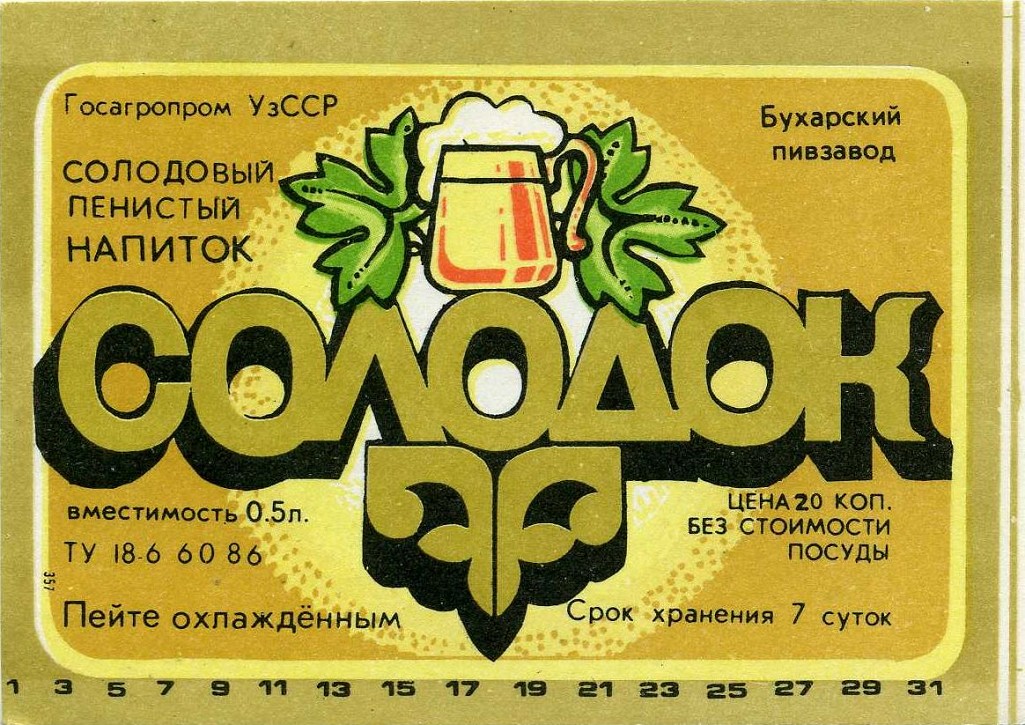 Госагропром УзССР
Бухарский
пивзавод
СОЛОДОВЫЙ
ПЕНИСТЫЙ
НАПИТОК
СОЛОДОК
вместимость 0.5л.
ТУ 18-6 60 86
ЦЕНА 20 КОП.
БЕЗ СТОИМОСТИ
ПОСУДЫ
357
Пейте охлаждённым
Срок хранения 7 суток
1 3 5 7 9 11 13 15 17 19 21 23 25 27 29 31